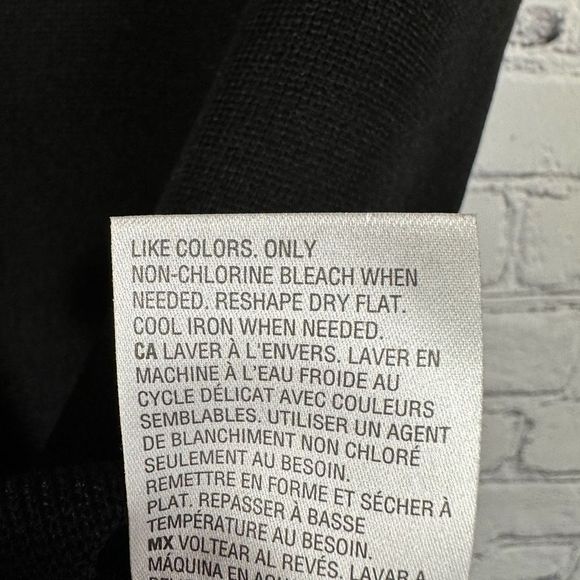 LIKE COLORS. ONLY
NON-CHLORINE BLEACH WHEN
NEEDED. RESHAPE DRY FLAT.
COOL IRON WHEN NEEDED.
CA LAVER À L'ENVERS. LAVER EN
MACHINE À L'EAU FROIDE AU
CYCLE DÉLICAT AVEC COULEURS
SEMBLABLES. UTILISER UN AGENT
DE BLANCHIMENT NON CHLORÉ
SEULEMENT AU BESOIN.
REMETTRE EN FORME ET SÉCHER À
PLAT. REPASSER À BASSE
TEMPÉRATURE AU BESOIN.
MX VOLTEAR AL REVÉS. LAVAR A
MÁQUINA EN